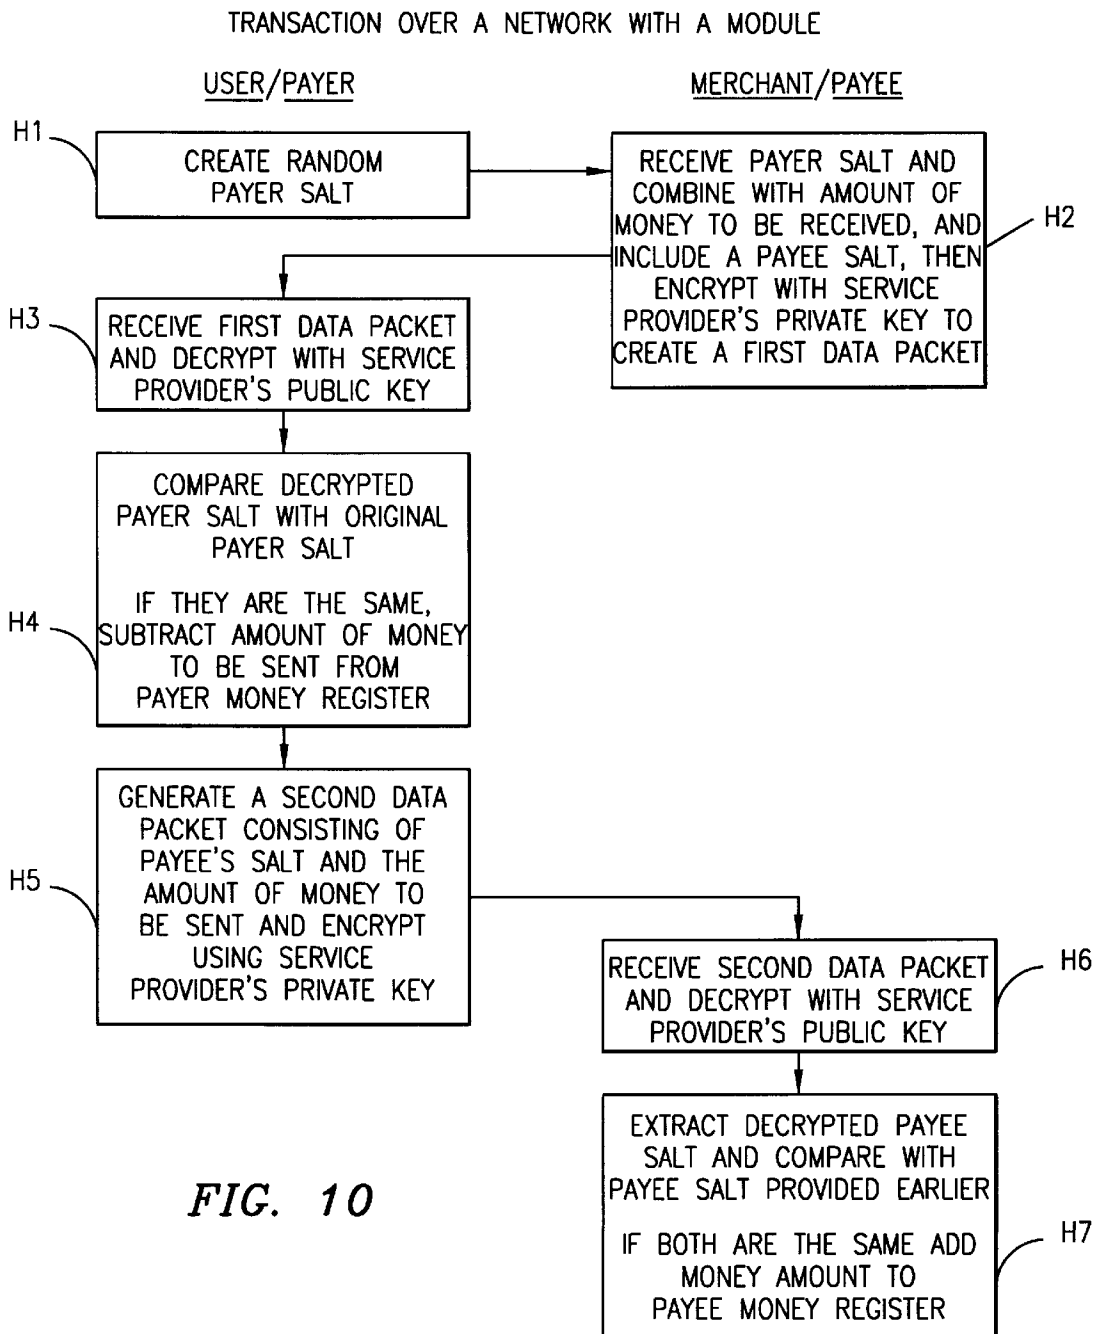 TRANSACTION OVER A NETWORK WITH A MODULE
USER/PAYER
MERCHANT/PAYEE
H1
CREATE RANDOM
PAYER SALT
RECEIVE PAYER SALT AND
COMBINE WITH AMOUNT OF
MONEY TO BE RECEIVED, AND
INCLUDE A PAYEE SALT, THEN
ENCRYPT WITH SERVICE
PROVIDER'S PRIVATE KEY TO
CREATE A FIRST DATA PACKET
H2
H3
RECEIVE FIRST DATA PACKET
AND DECRYPT WITH SERVICE
PROVIDER'S PUBLIC KEY
H4
COMPARE DECRYPTED
PAYER SALT WITH ORIGINAL
PAYER SALT
IF THEY ARE THE SAME,
SUBTRACT AMOUNT OF MONEY
TO BE SENT FROM
PAYER MONEY REGISTER
H5
GENERATE A SECOND DATA
PACKET CONSISTING OF
PAYEE'S SALT AND THE
AMOUNT OF MONEY TO
BE SENT AND ENCRYPT
USING SERVICE
PROVIDER'S PRIVATE KEY
RECEIVE SECOND DATA PACKET
AND DECRYPT WITH SERVICE
PROVIDER'S PUBLIC KEY
H6
EXTRACT DECRYPTED PAYEE
SALT AND COMPARE WITH
PAYEE SALT PROVIDED EARLIER
IF BOTH ARE THE SAME ADD
MONEY AMOUNT TO
PAYEE MONEY REGISTER
H7
FIG. 10